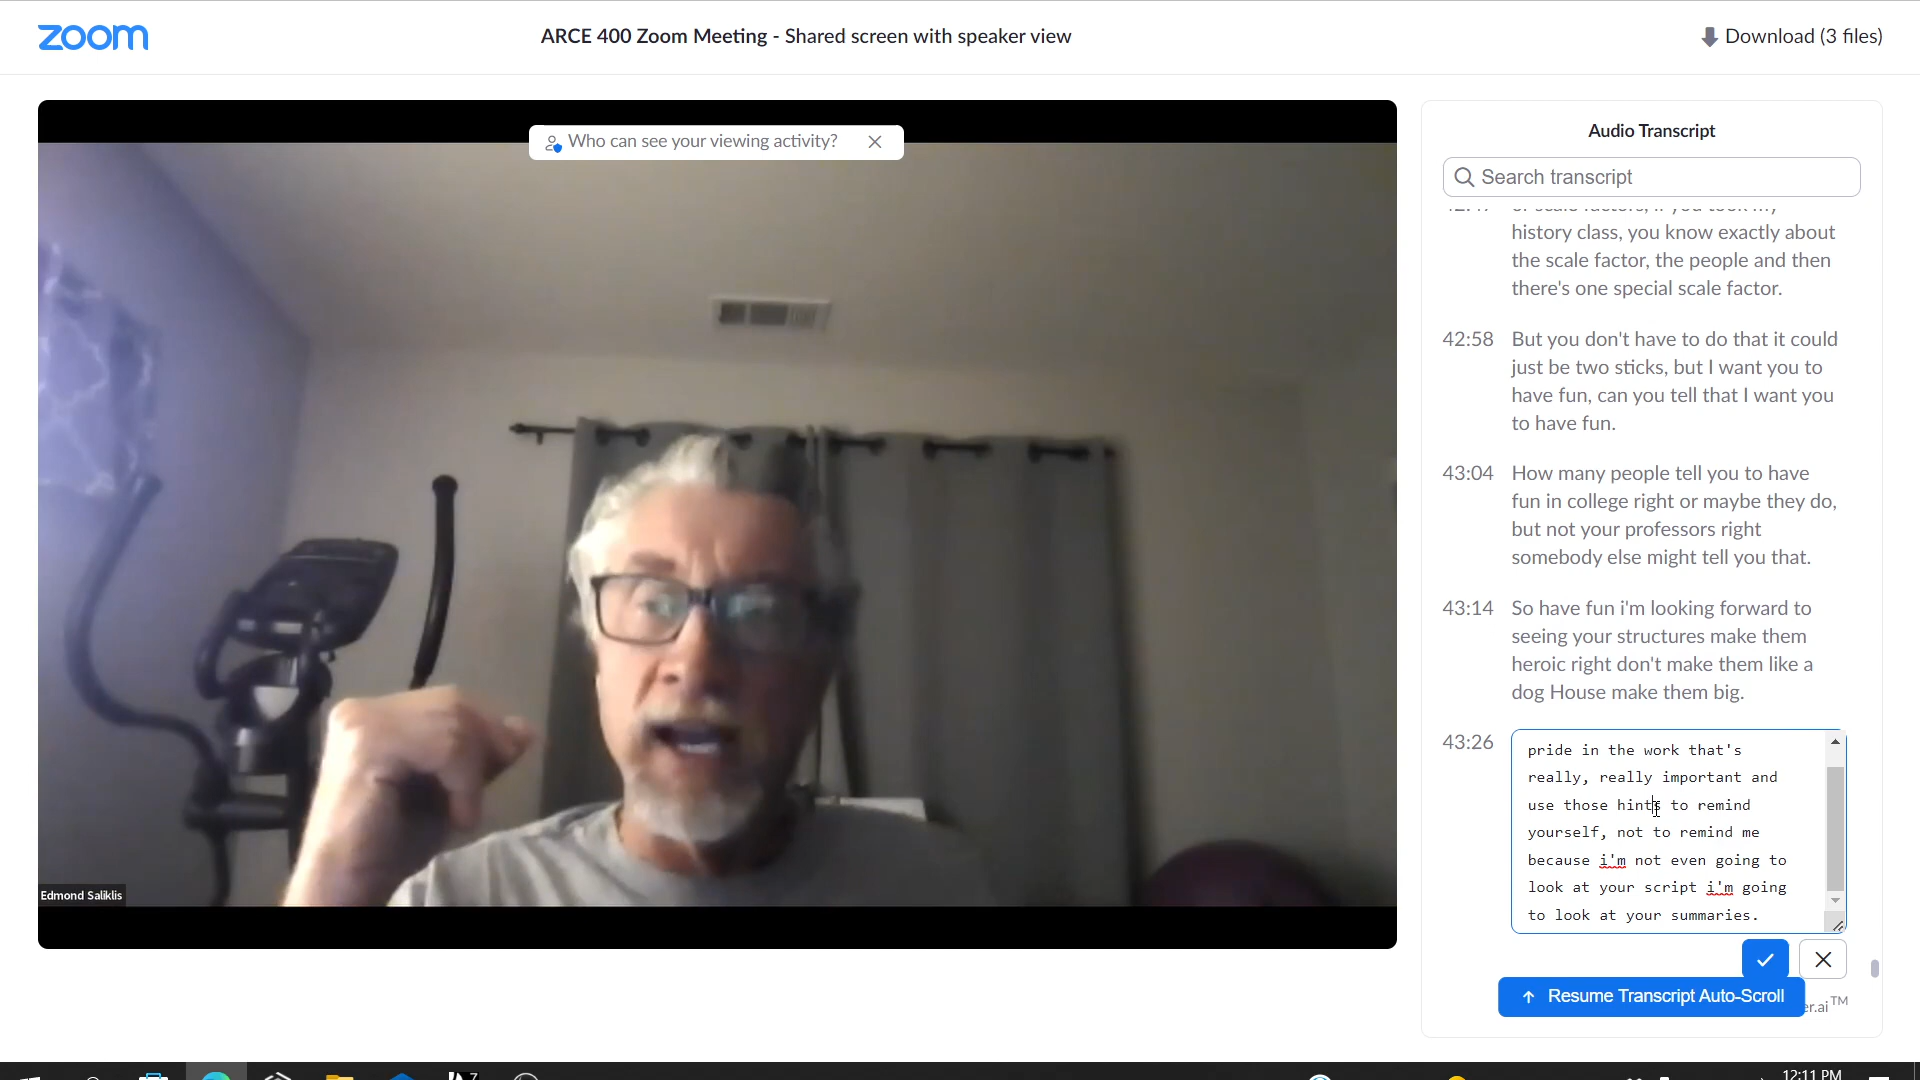 zoom
ARCE 400 Zoom Meeting - Shared screen with speaker view
Download (3 files)
Who can see your viewing activity?
Edmond Saliklis
Audio Transcript
Search transcript
history class, you know exactly about
the scale factor, the people and then
there's one special scale factor.
42:58 But you don't have to do that it could
just be two sticks, but I want you to
have fun, can you tell that I want you
to have fun.
43:04 How many people tell you to have
fun in college right or maybe they do,
but not your professors right
somebody else might tell you that.
43:14 So have fun i'm looking forward to
seeing your structures make them
heroic right don't make them like a
dog House make them big.
43:26 pride in the work that's
really, really important and
use those hints to remind
yourself, not to remind me
because i'm not even going to
look at your script i'm going
to look at your summaries.
Resume Transcript Auto-Scroll
er.ai™
12:11 PM